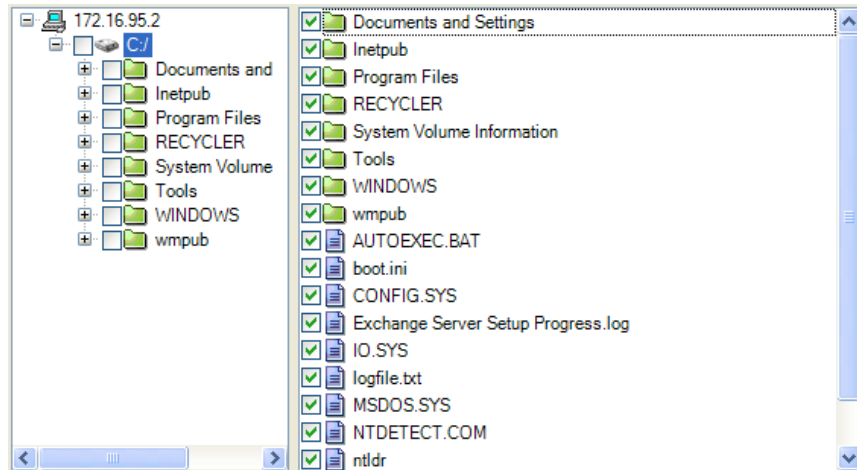 172.16.95.2
C:/
Documents and
Inetpub
Program Files
RECYCLER
System Volume
Tools
WINDOWS
wmpub
Documents and Settings
Inetpub
Program Files
RECYCLER
System Volume Information
Tools
WINDOWS
wmpub
AUTOEXEC.BAT
boot.ini
CONFIG.SYS
Exchange Server Setup Progress.log
IO.SYS
logfile.txt
MSDOS.SYS
NTDETECT.COM
ntldr